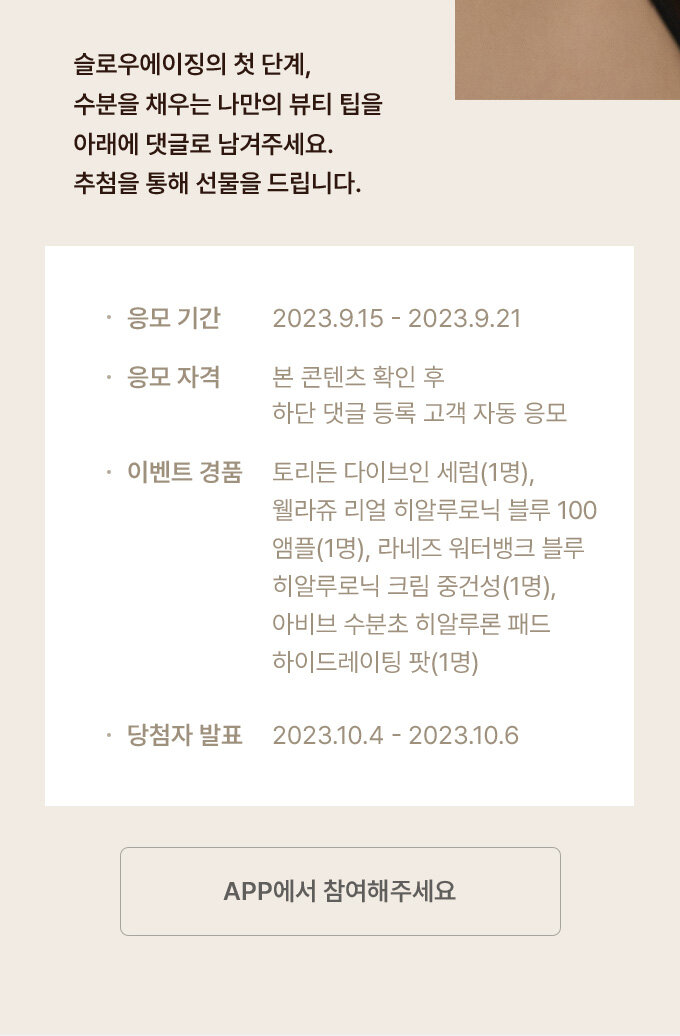 슬로우에이징의 첫 단계,
수분을 채우는 나만의 뷰티 팁을
아래에 댓글로 남겨주세요.
추첨을 통해 선물을 드립니다.
· 응모 기간 2023.9.15 - 2023.9.21
· 응모 자격 본 콘텐츠 확인 후
하단 댓글 등록 고객 자동 응모
· 이벤트 경품 토리든 다이브인 세럼(1명),
웰라쥬 리얼 히알루로닉 블루 100
앰플(1명), 라네즈 워터뱅크 블루
히알루로닉 크림 중건성(1명),
아비브 수분초 히알루론 패드
하이드레이팅 팟(1명)
· 당첨자 발표 2023.10.4 - 2023.10.6
APP에서 참여해주세요